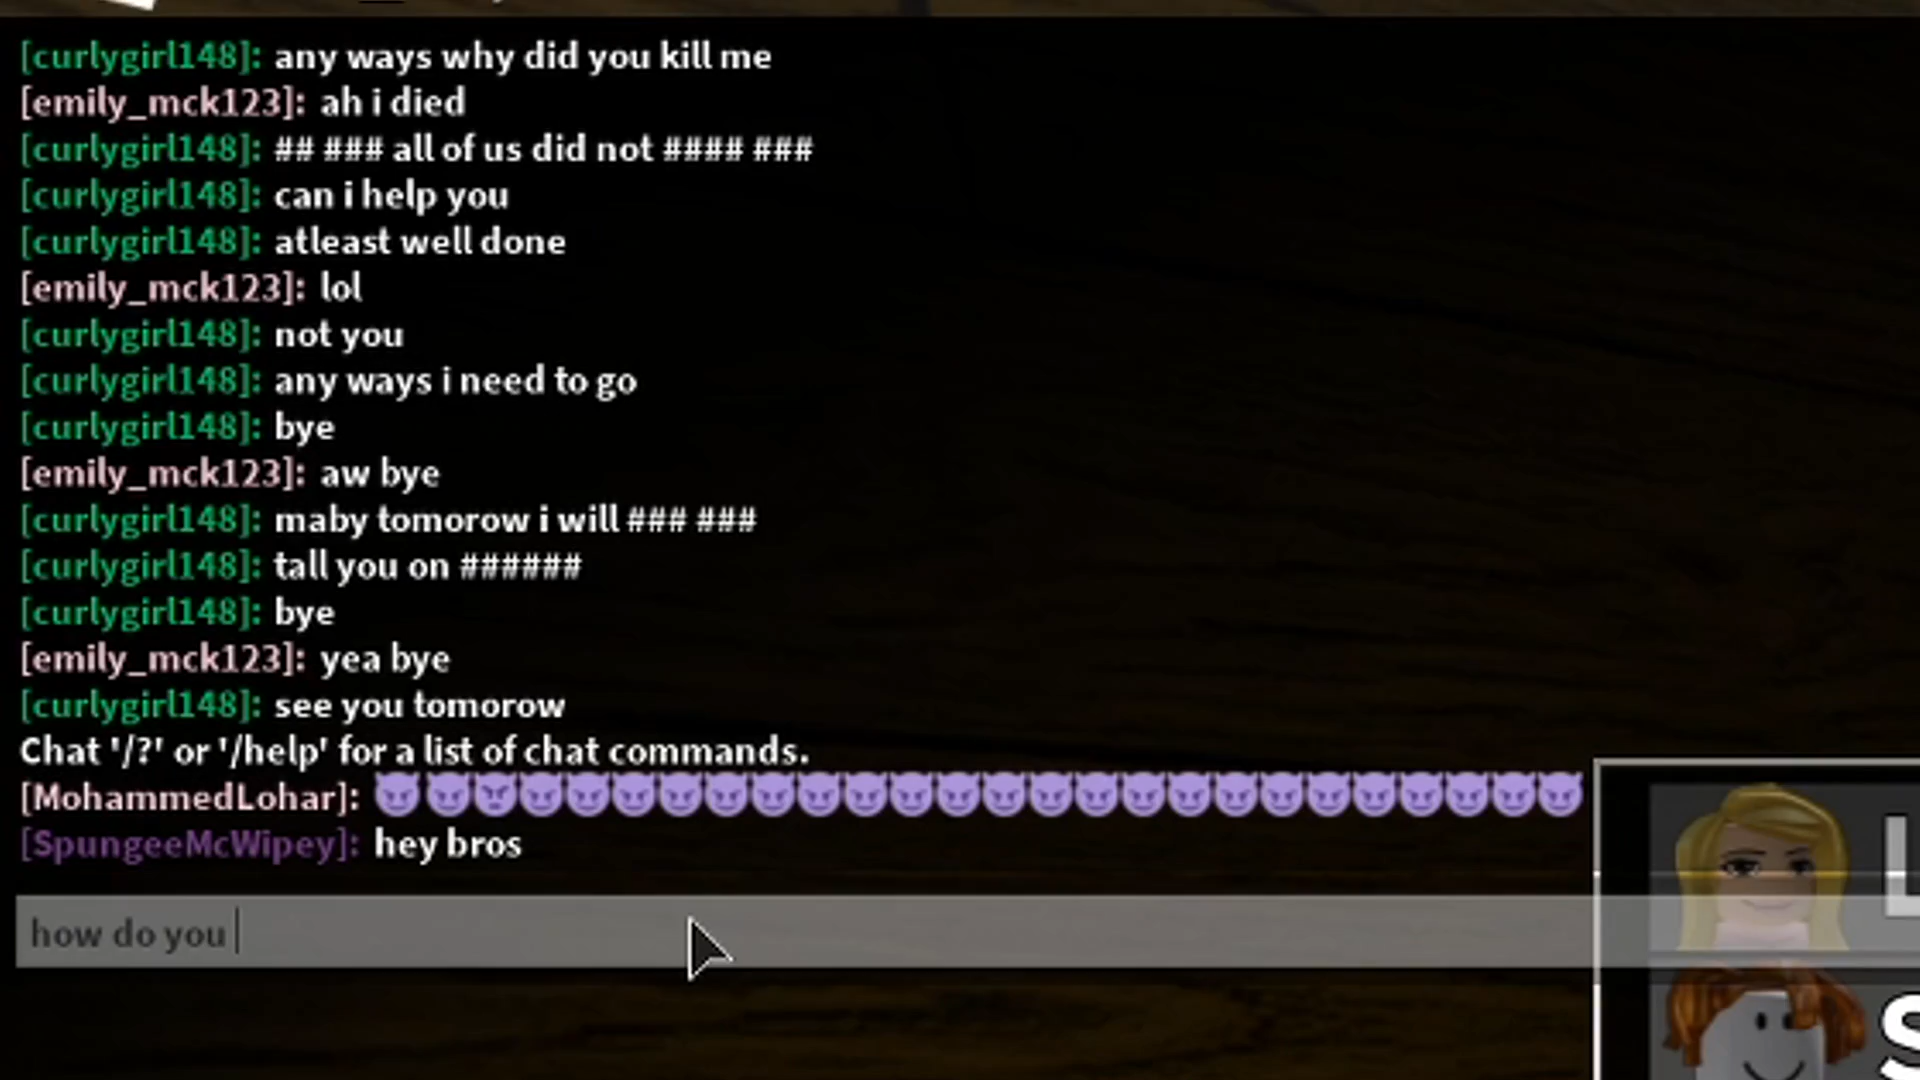 [curlygirl148]: any ways why did you kill me
[emily_mck123]: ah i died
[curlygirl148]: ## ### all of us did not #### ###
[curlygirl148]: can i help you
[curlygirl148]: atleast well done
[emily_mck123]: lol
[curlygirl148]: not you
[curlygirl148]: any ways i need to go
[curlygirl148]: bye
[emily_mck123]: aw bye
[curlygirl148]: maby tomorow i will ### ###
[curlygirl148]: tall you on ######
[curlygirl148]: bye
[emily_mck123]: yea bye
[curlygirl148]: see you tomorow
Chat '/?' or '/help' for a list of chat commands.
[MohammedLohar]: 😈😈👿😈😈😈😈😈😈😈😈😈😈😈😈😈😈😈😈😈😈😈😈😈😈😈
[SpungeeMcWipey]: hey bros
how do you